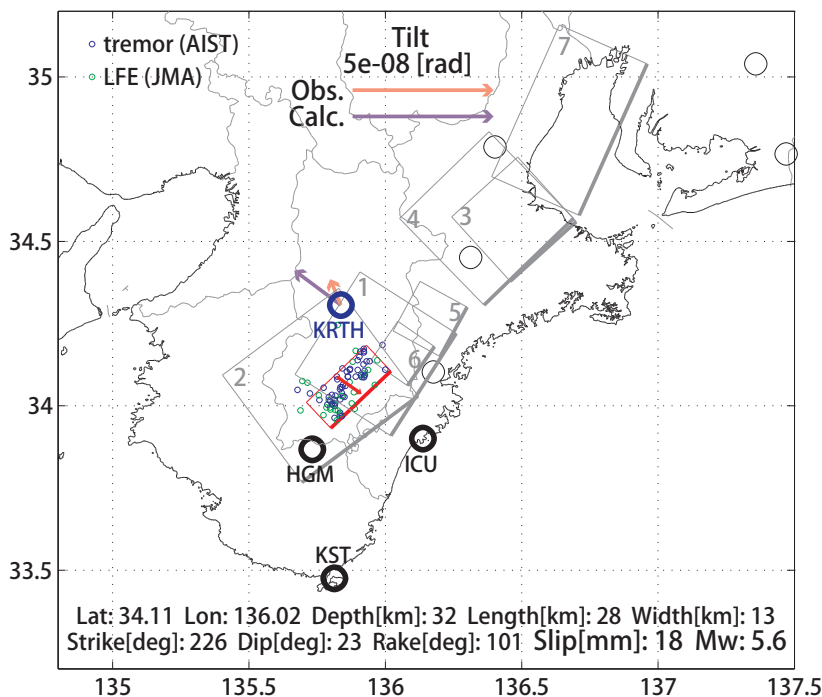 tremor (AIST)
LFE (JMA)
Tilt
5e-08 [rad]
Obs.
Calc.
7
4
3
1
5
6
2
KRTH
HGM
ICU
KST
35
34.5
34
33.5
Lat: 34.11 Lon: 136.02 Depth[km]: 32 Length[km]: 28 Width[km]: 13
Strike[deg]: 226 Dip[deg]: 23 Rake[deg]: 101 Slip[mm]: 18 Mw: 5.6
135 135.5 136 136.5 137 137.5